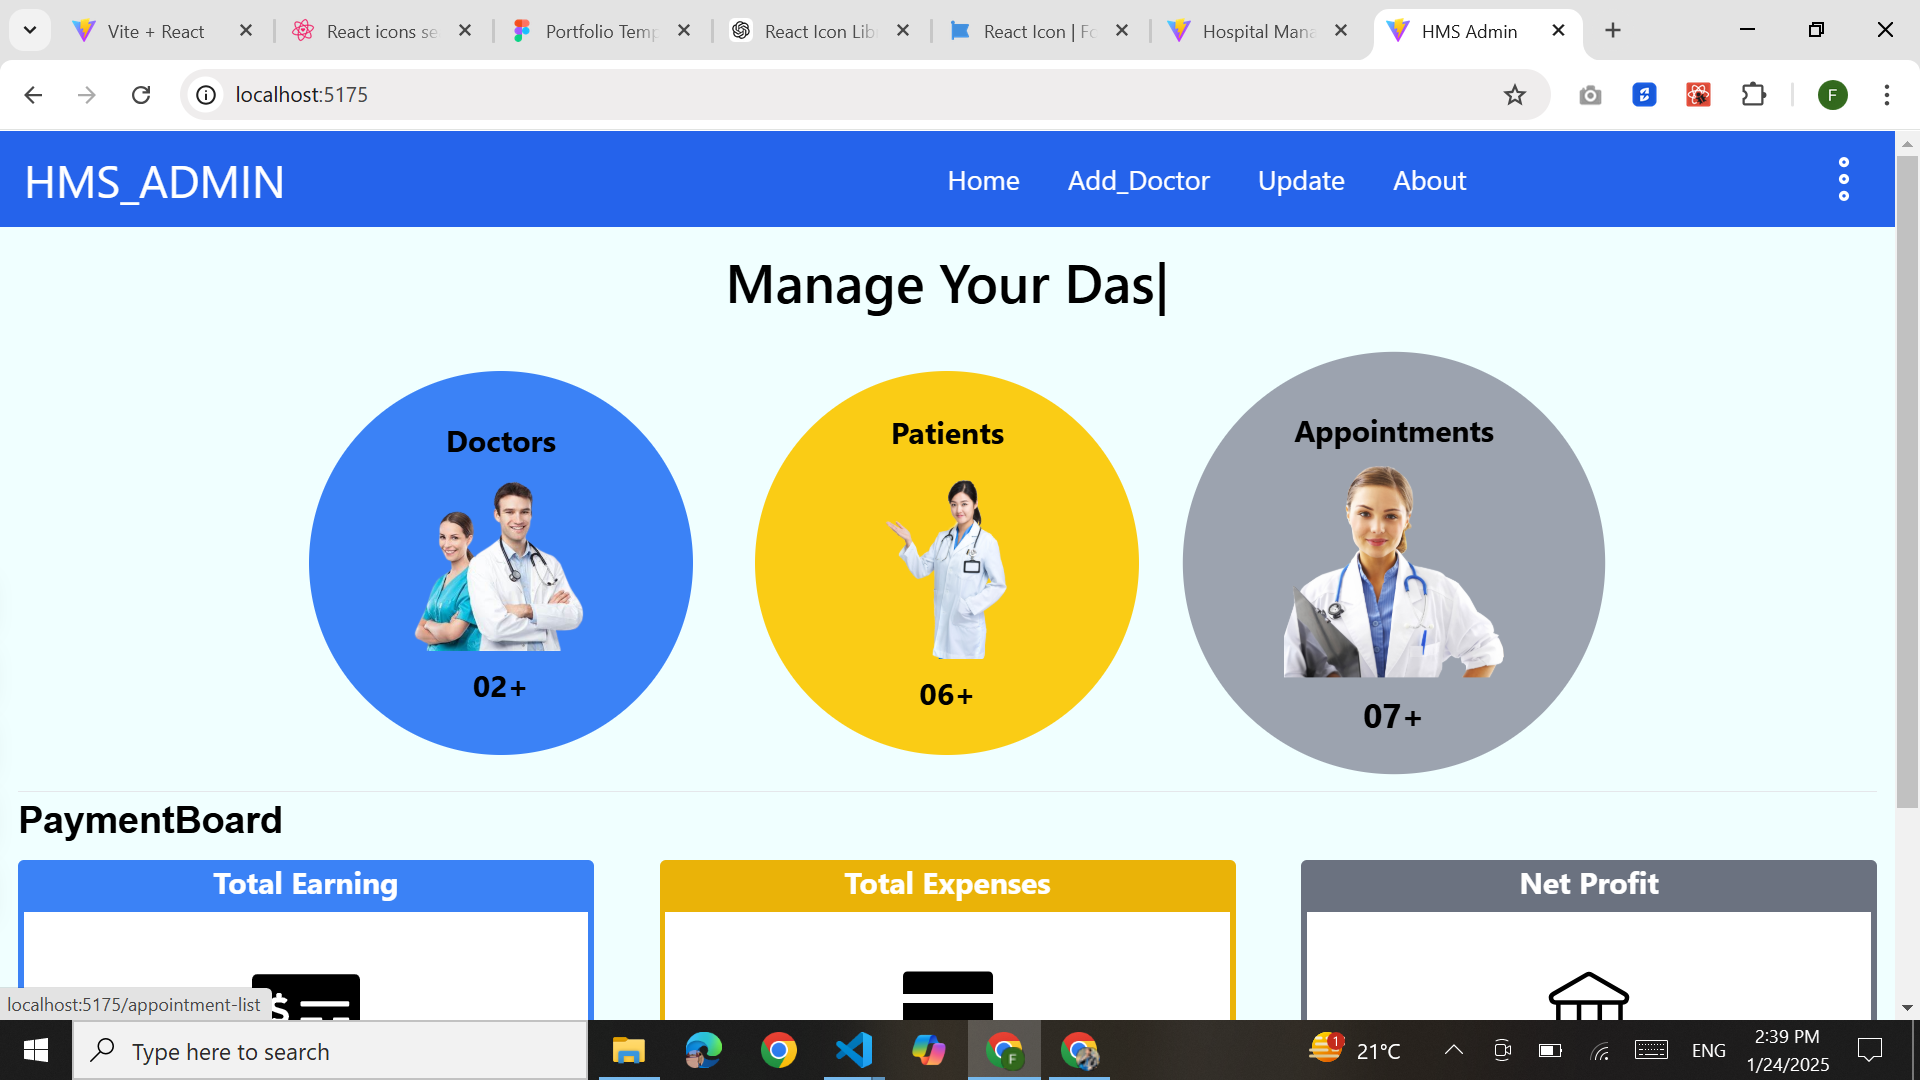 Vite + React
React icons se
Portfolio Temp
React Icon Lib
React Icon | Fo
Hospital Mana
HMS Admin
localhost:5175
F
HMS_ADMIN
Home
Add_Doctor
Update
About
Manage Your Das|
Doctors
Patients
Appointments
02+
06+
07+
PaymentBoard
Total Earning
Total Expenses
Net Profit
$
localhost:5175/appointment-list
Type here to search
F
1
21°C
ENG
2:39 PM
1/24/2025